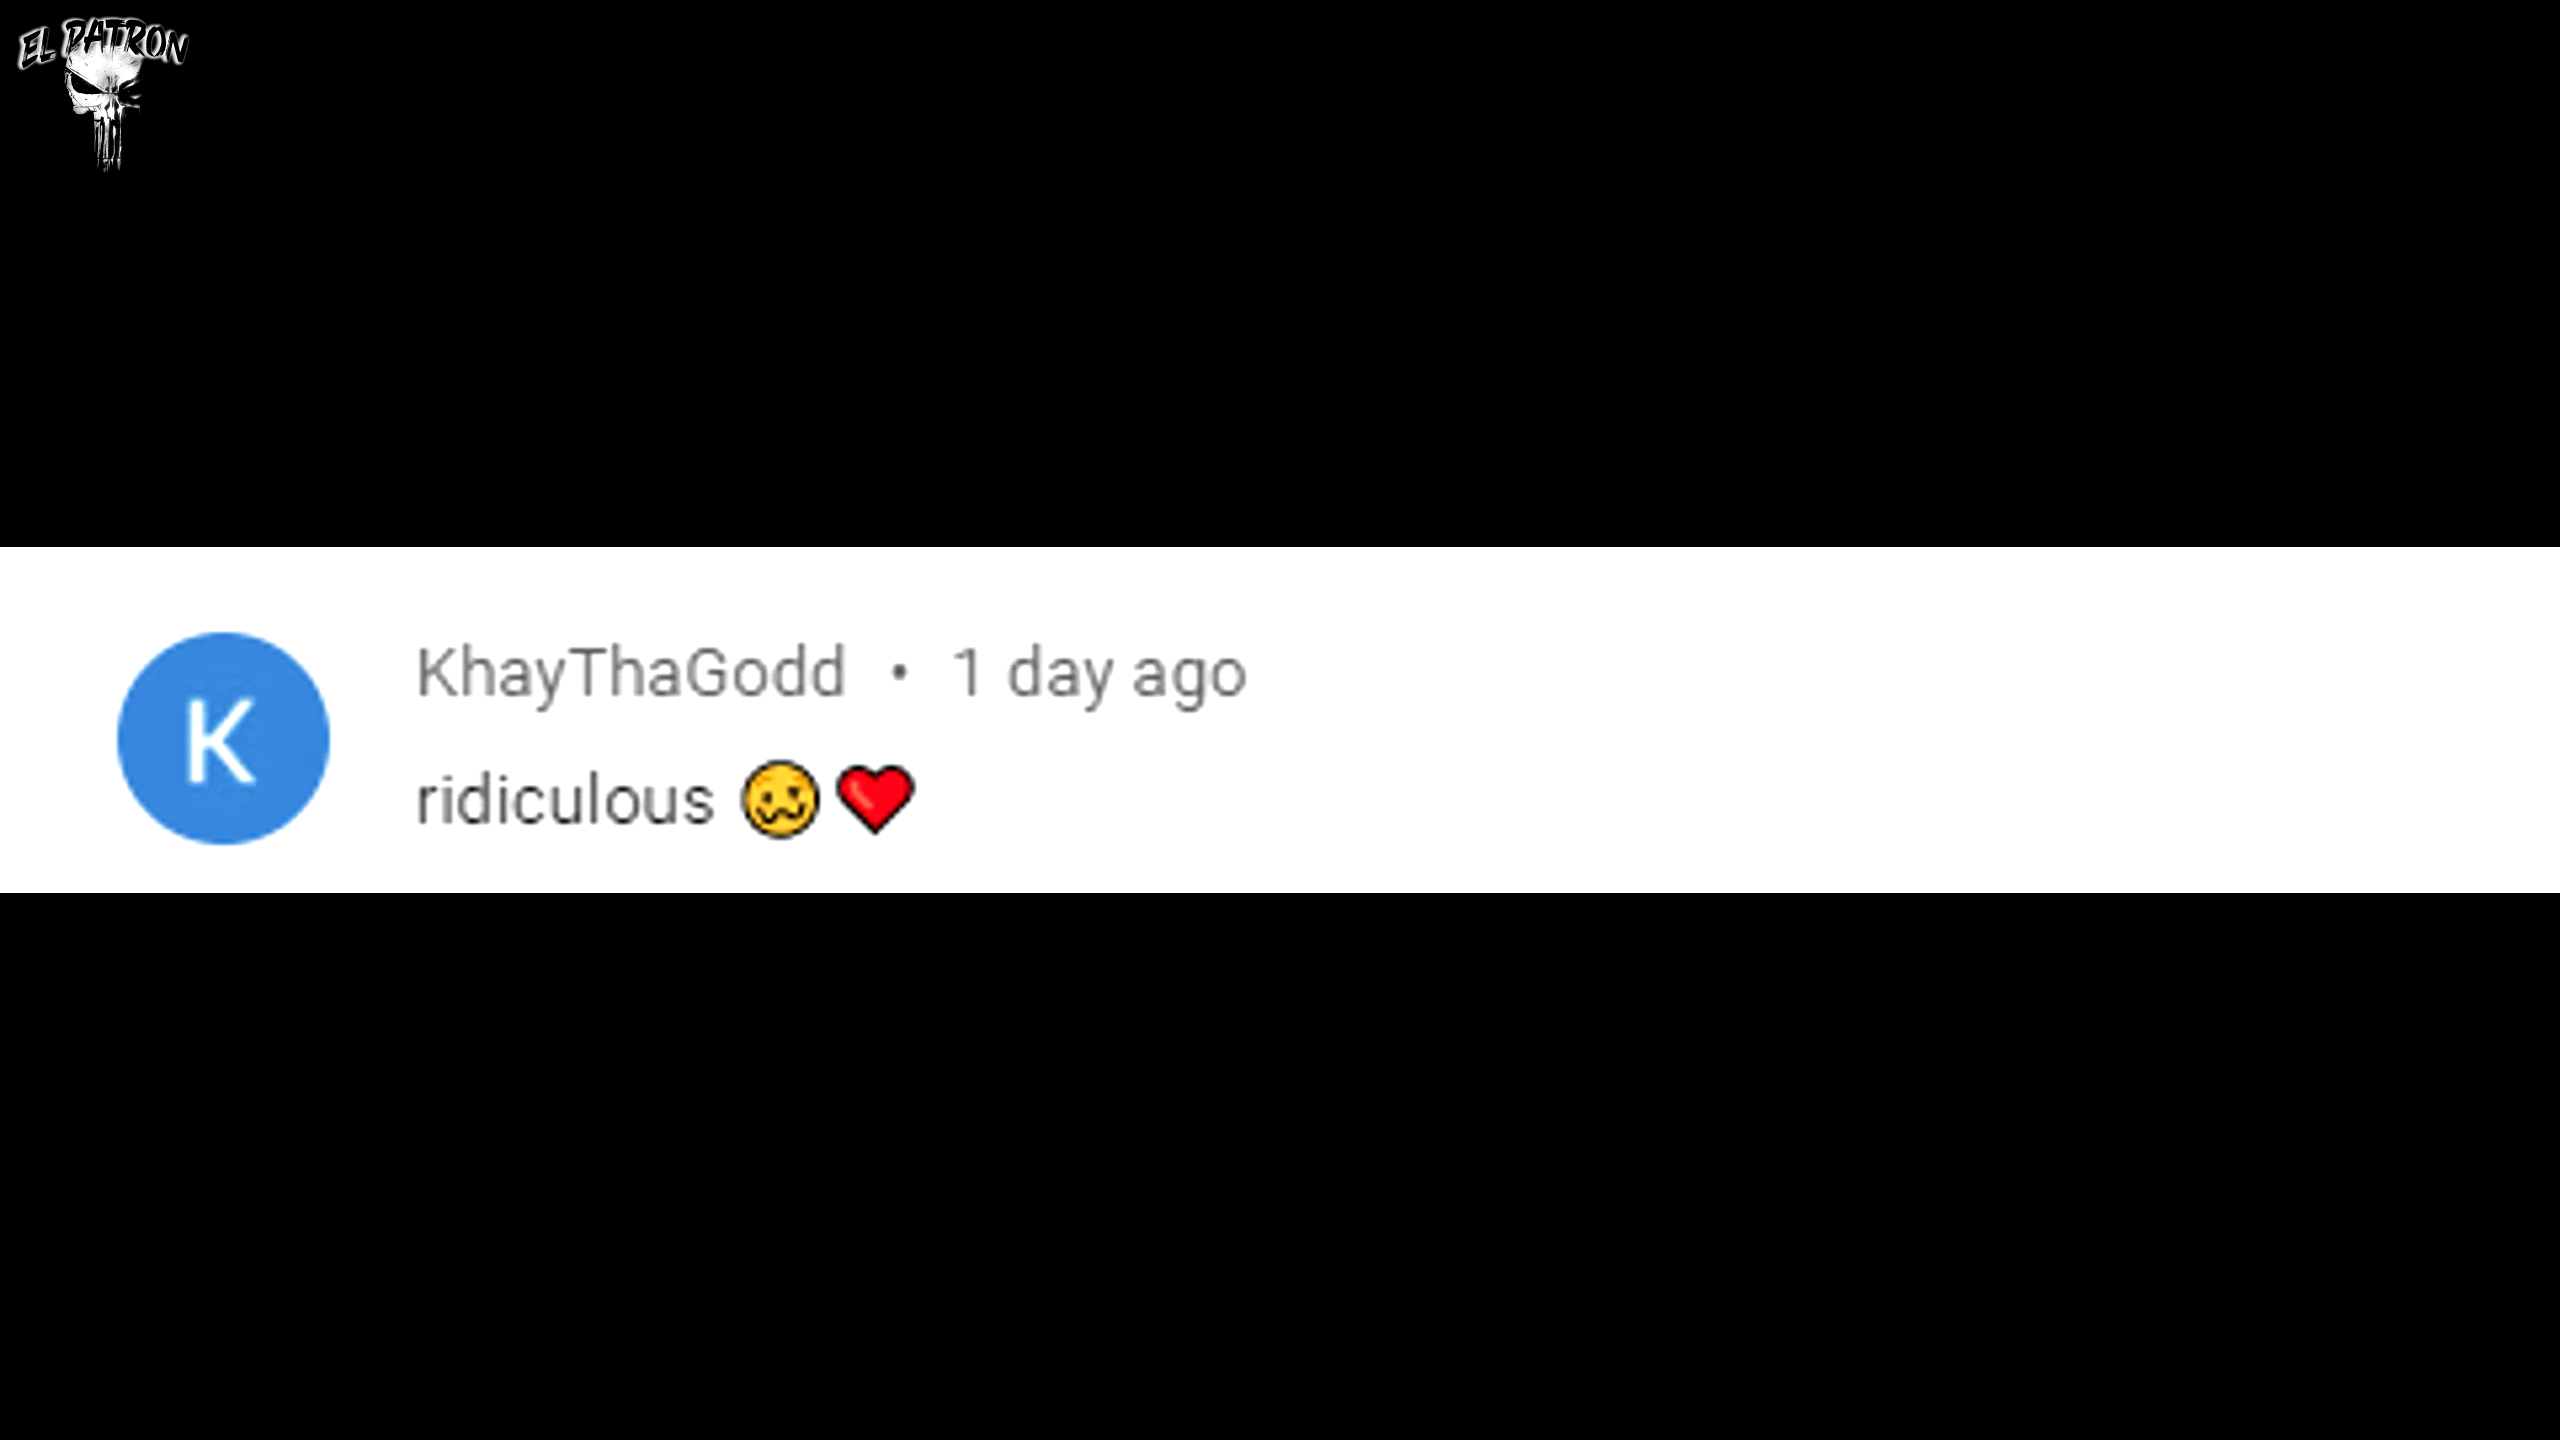 EL PATRON
K
KhayThaGodd • 1 day ago
ridiculous 🥴❤️